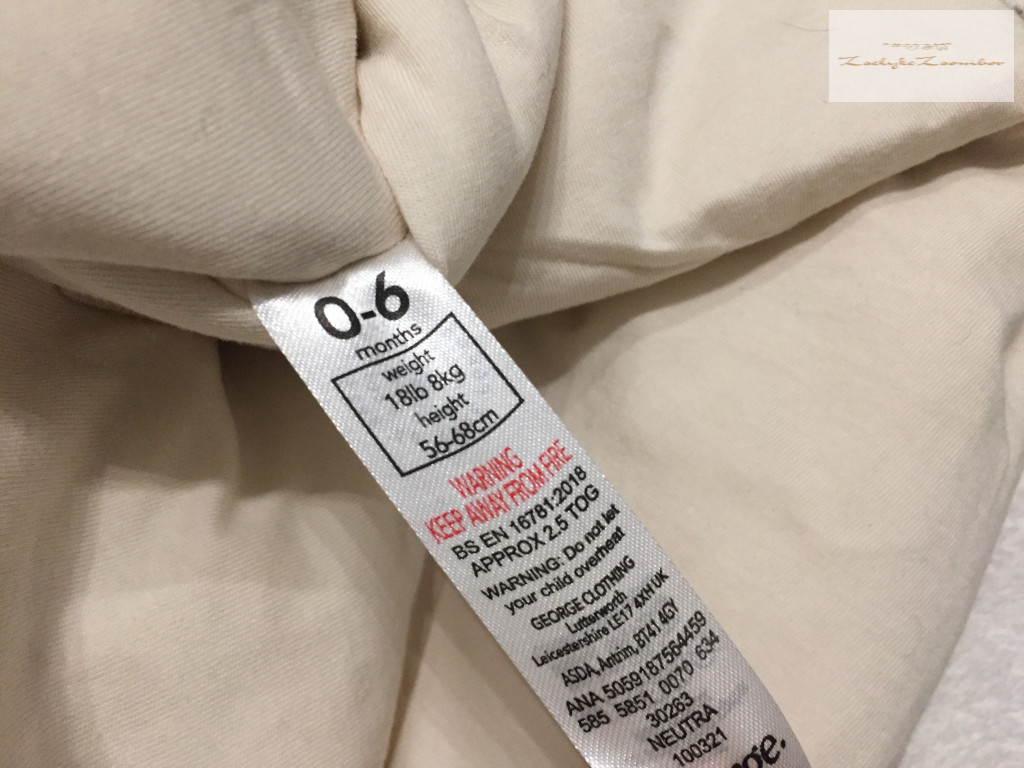 0-6
months
weight
18lb 8kg
height
56-68cm
WARNING
KEEP AWAY FROM FIRE
BS EN 16781:2018
APPROX 2.5 TOG
WARNING: Do not let
your child overheat
GEORGE CLOTHING
Lutterworth
Leicestershire LE17 4XH UK
ASDA, Antrim, BT41 4GY
ANA 5059187564459
585 5851 0070 634
30263
NEUTRA
100321